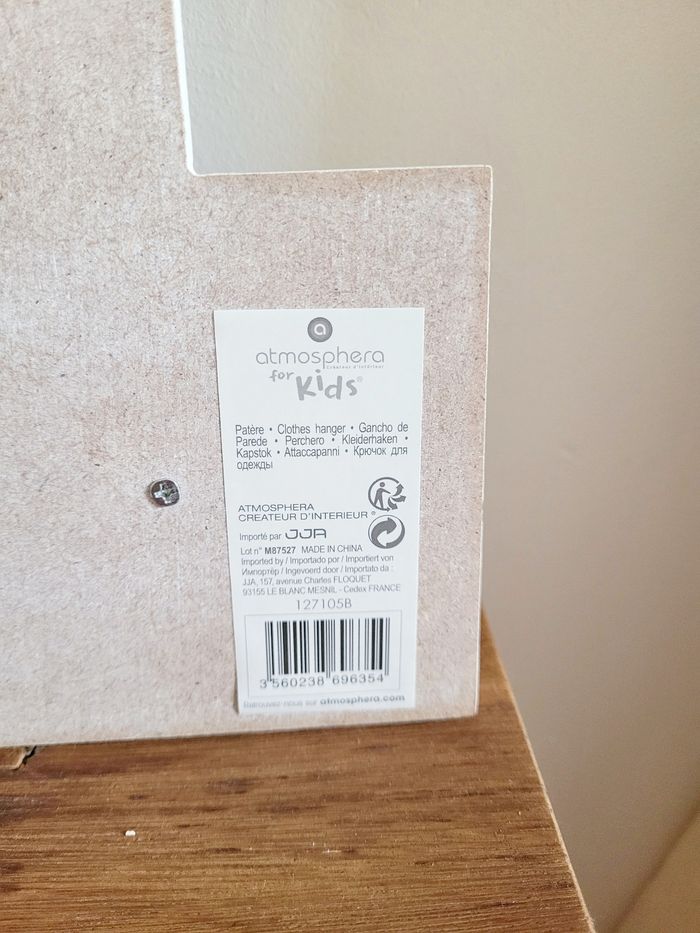 a
atmosphera
Créateur d'intérieur
for
Kids®
Patère • Clothes hanger • Gancho de
Parede • Perchero • Kleiderhaken •
Kapstok • Attaccapanni • Крючок для
одежды
ATMOSPHERA
CREATEUR D'INTERIEUR ®
Importé par JJA
Lot n° M87527 MADE IN CHINA
Imported by / Importado por / Importiert von
Импортёр / Ingevoerd door / Importato da :
JJA, 157, avenue Charles FLOQUET
93155 LE BLANC MESNIL - Cedex FRANCE
127105B
3 560238 696354
Retrouvez-nous sur atmosphera.com